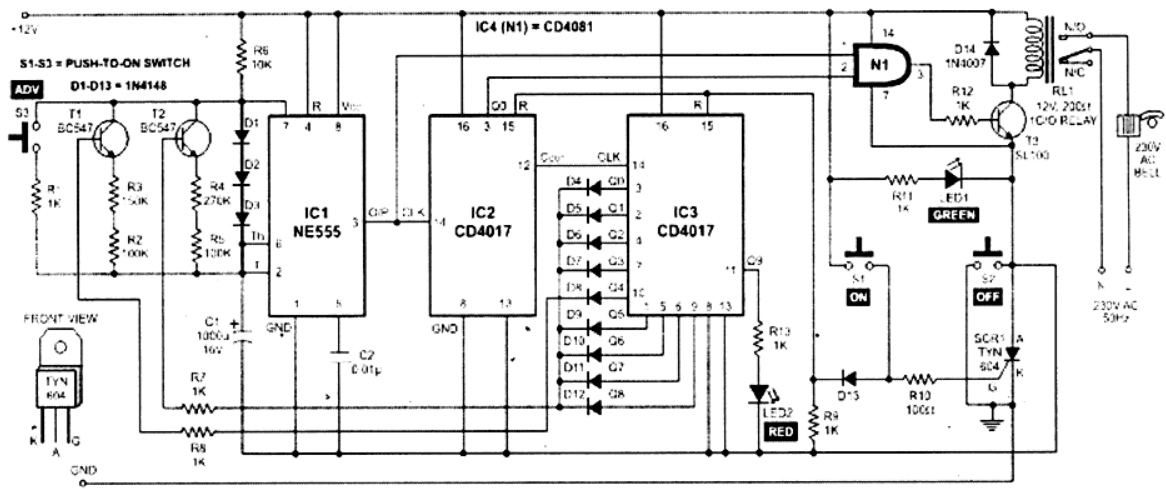 +12V
IC4 (N1) = CD4081
S1-S3 = PUSH-TO-ON SWITCH
D1-D13 = 1N4148
ADV
S3
T1
BC547
T2
BC547
R6
10K
R1
1K
R3
150K
R2
100K
R4
270K
R5
100K
D1
D2
D3
7
4
R
8
Vcc
IC1
NE555
Th
6
T
2
3
O/P
1
GND
5
C1
1000µ
16V
C2
0.01µ
R7
1K
R8
1K
CLK
14
16
3
Q0
15
R
IC2
CD4017
12
Cout
CLK
8
GND
13
14
16
15
R
IC3
CD4017
D4
Q0
3
D5
Q1
2
D6
Q2
4
D7
Q3
7
D8
Q4
10
D9
Q5
D10
Q6
D11
Q7
D12
Q8
1
5
6
9
8
13
11
Q9
R13
1K
LED2
RED
1
2
14
N1
3
7
D14
1N4007
R12
1K
T3
SL100
RL1
12V, 200Ω
1C/O RELAY
N/O
N/C
230V
AC
BELL
R11
1K
LED1
GREEN
S1
ON
S2
OFF
N
L
230V AC
50Hz
SCR1
TYN
604
A
K
G
D13
R10
100Ω
R9
1K
FRONT VIEW
TYN
604
K
A
G
GND